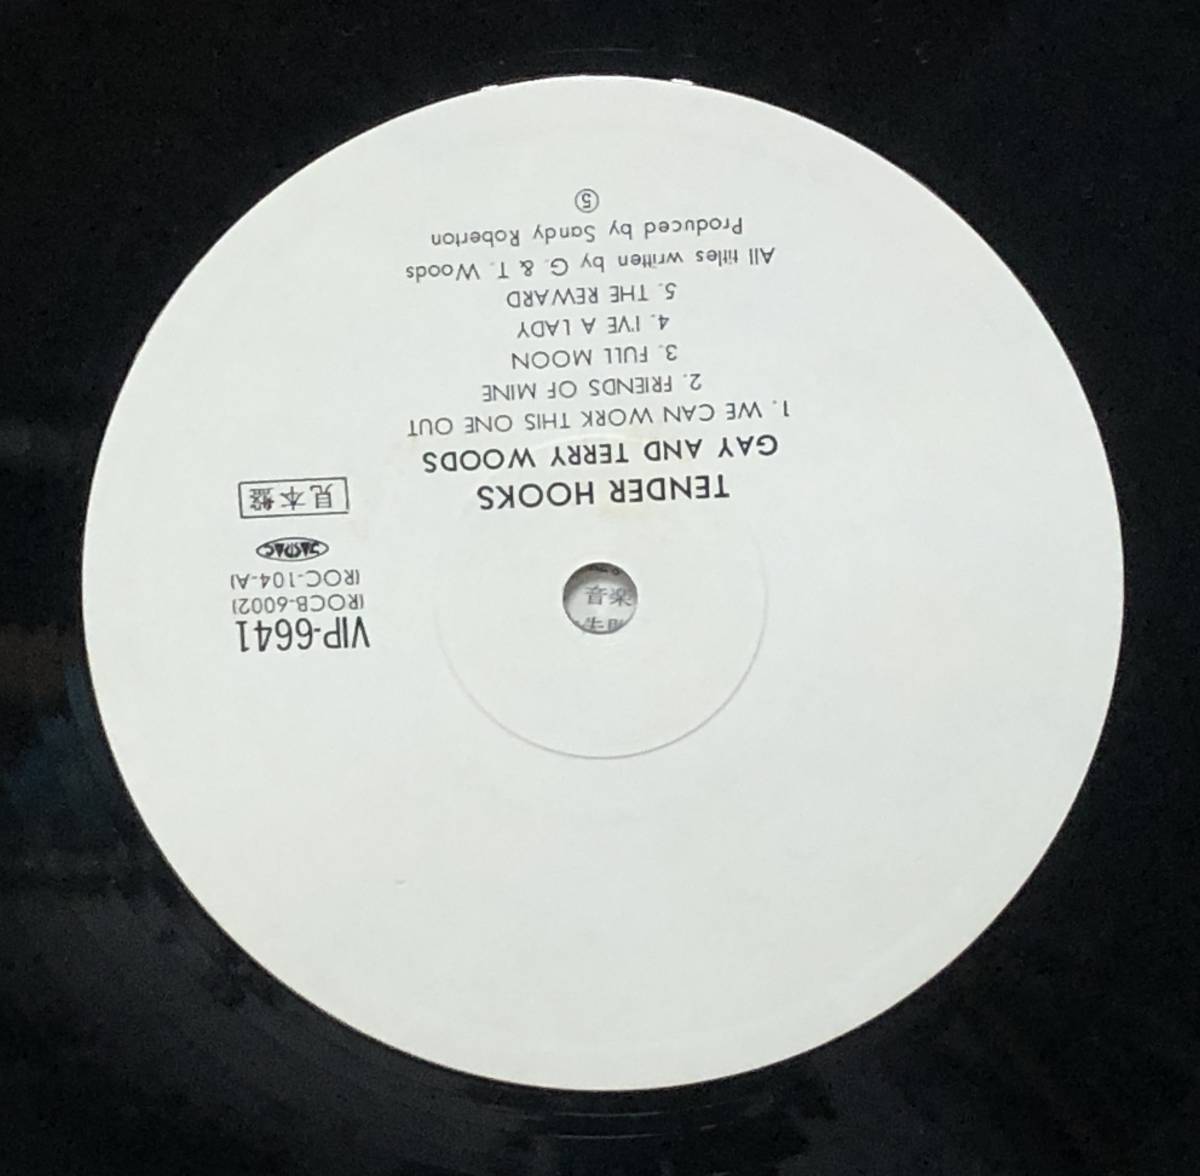 TENDER HOOKS
GAY AND TERRY WOODS
1. WE CAN WORK THIS ONE OUT
2. FRIENDS OF MINE
3. FULL MOON
4. I'VE A LADY
5. THE REWARD
All titles written by G. & T. Woods
Produced by Sandy Roberton
⑤
VIP-6641
(ROCB-6002)
(ROC-104-A)
JASRAC
見本盤
音楽